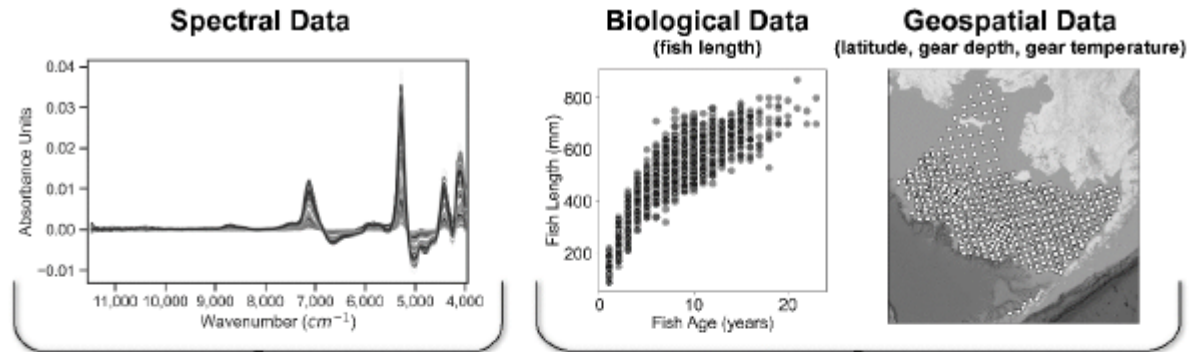 Spectral Data
Absorbance Units
0.04
0.03
0.02
0.01
0.00
−0.01
11,000 10,000 9,000 8,000 7,000 6,000 5,000 4,000
Wavenumber (cm⁻¹)
Biological Data
(fish length)
Fish Length (mm)
800
600
400
200
0 10 20
Fish Age (years)
Geospatial Data
(latitude, gear depth, gear temperature)